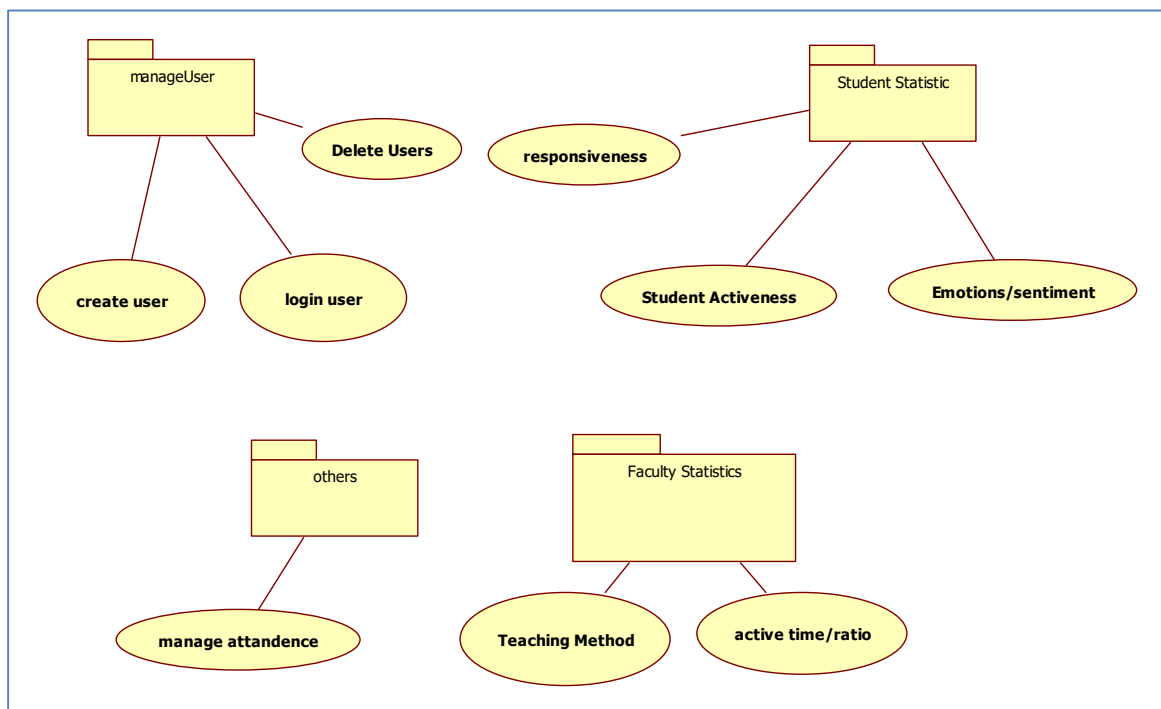 manageUser
Student Statistic
Delete Users
responsiveness
create user
login user
Student Activeness
Emotions/sentiment
others
Faculty Statistics
manage attandence
Teaching Method
active time/ratio